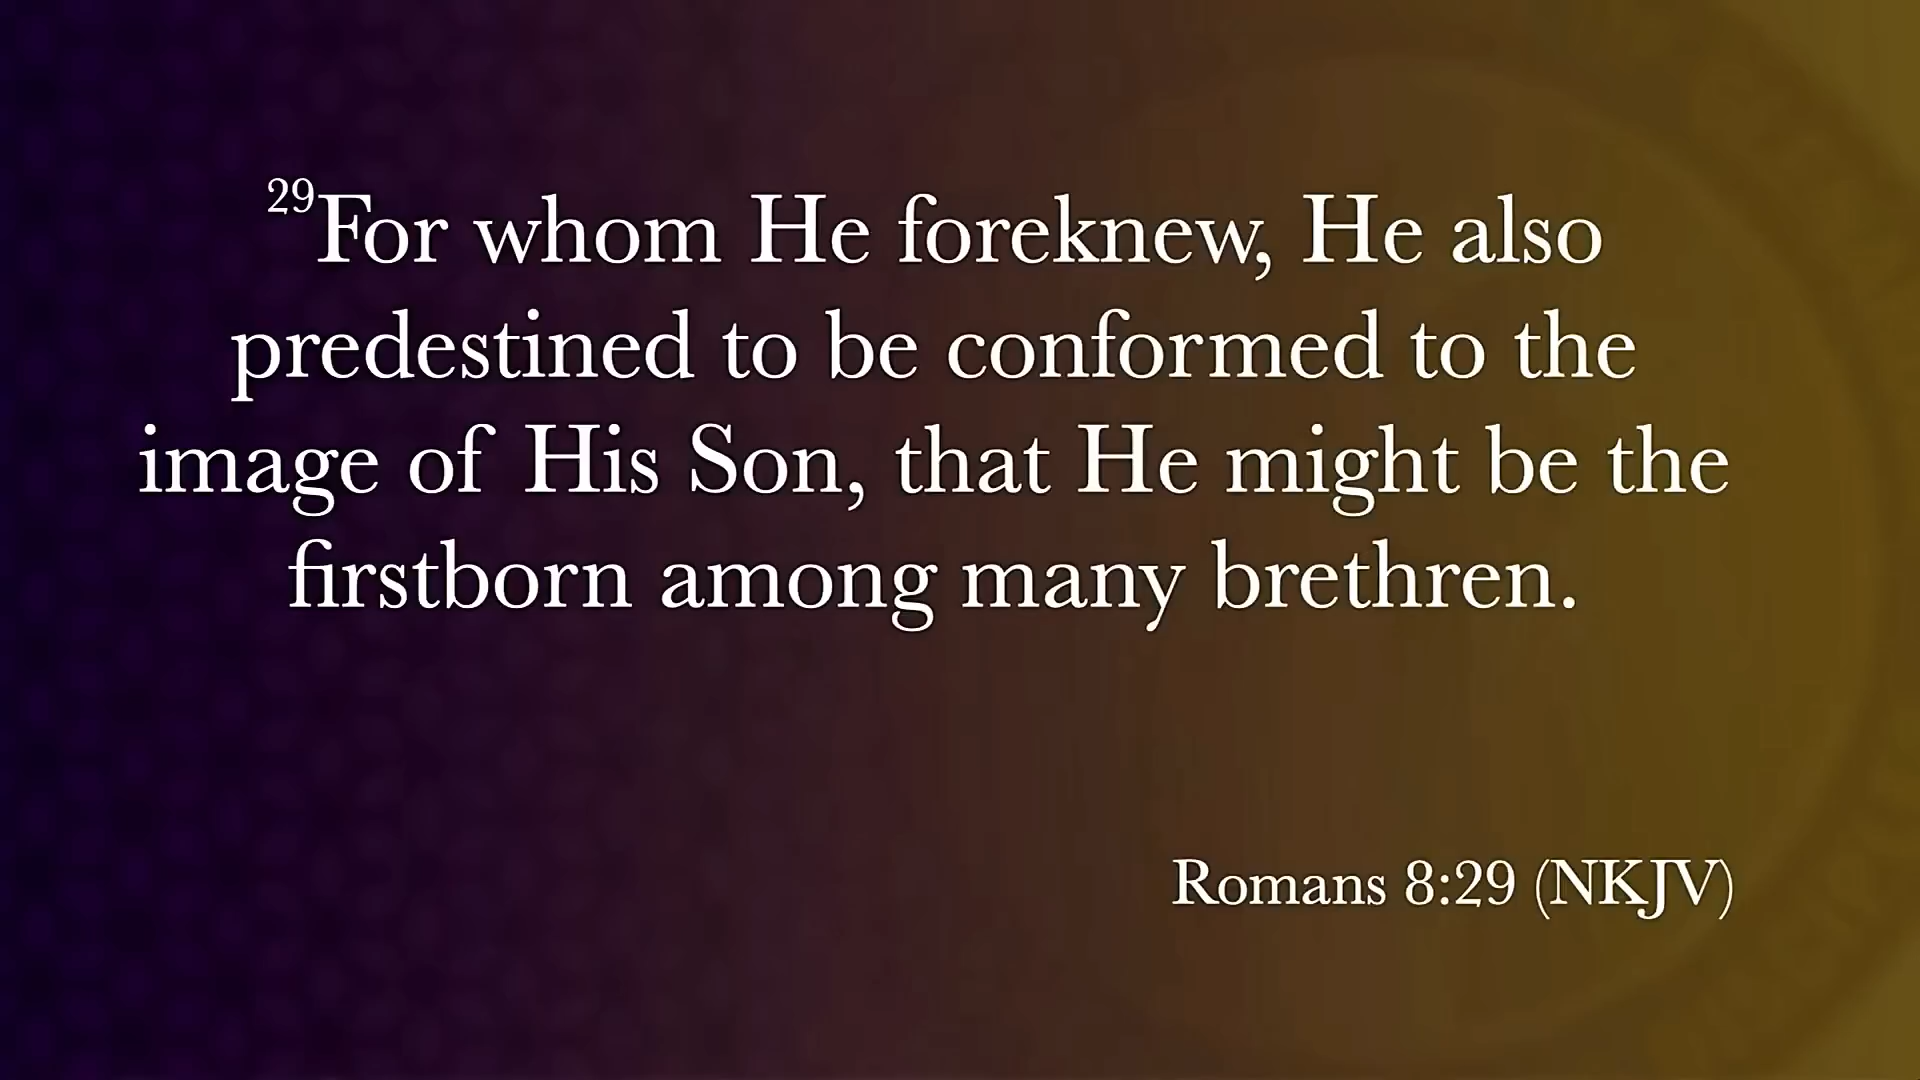 29For whom He foreknew, He also
predestined to be conformed to the
image of His Son, that He might be the
firstborn among many brethren.
Romans 8:29 (NKJV)